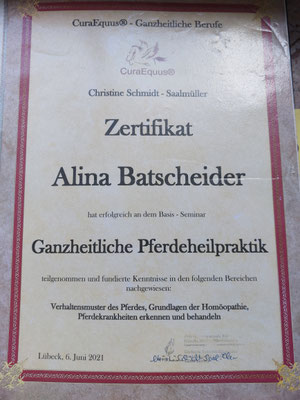 CuraEquus® - Ganzheitliche Berufe
CuraEquus®
Christine Schmidt - Saalmüller
Zertifikat
Alina Batscheider
hat erfolgreich an dem Basis - Seminar
Ganzheitliche Pferdeheilpraktik
teilgenommen und fundierte Kenntnisse in den folgenden Bereichen
nachgewiesen:
Verhaltensmuster des Pferdes, Grundlagen der Homöopathie,
Pferdekrankheiten erkennen und behandeln
Lübeck, 6. Juni 2021